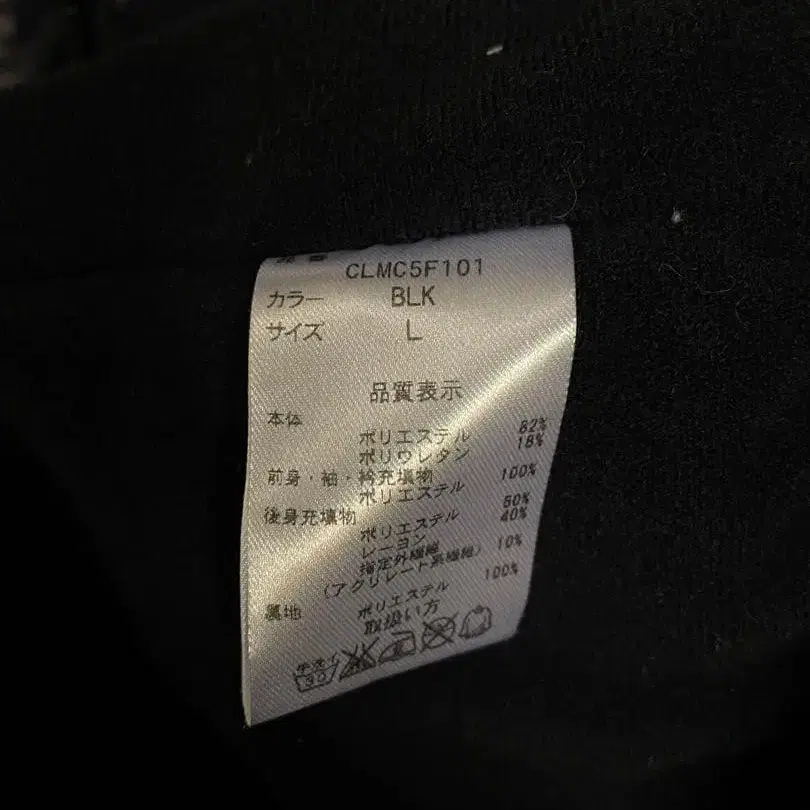 CLMC5F101
カラー BLK
サイズ L
品質表示
本体
ポリエステル 82%
ポリウレタン 18%
前身・袖・衿充填物
ポリエステル 100%
後身充填物
ポリエステル 50%
レーヨン 40%
指定外繊維 10%
(アクリレート系繊維)
裏地 ポリエステル 100%
取扱い方
手洗イ
30